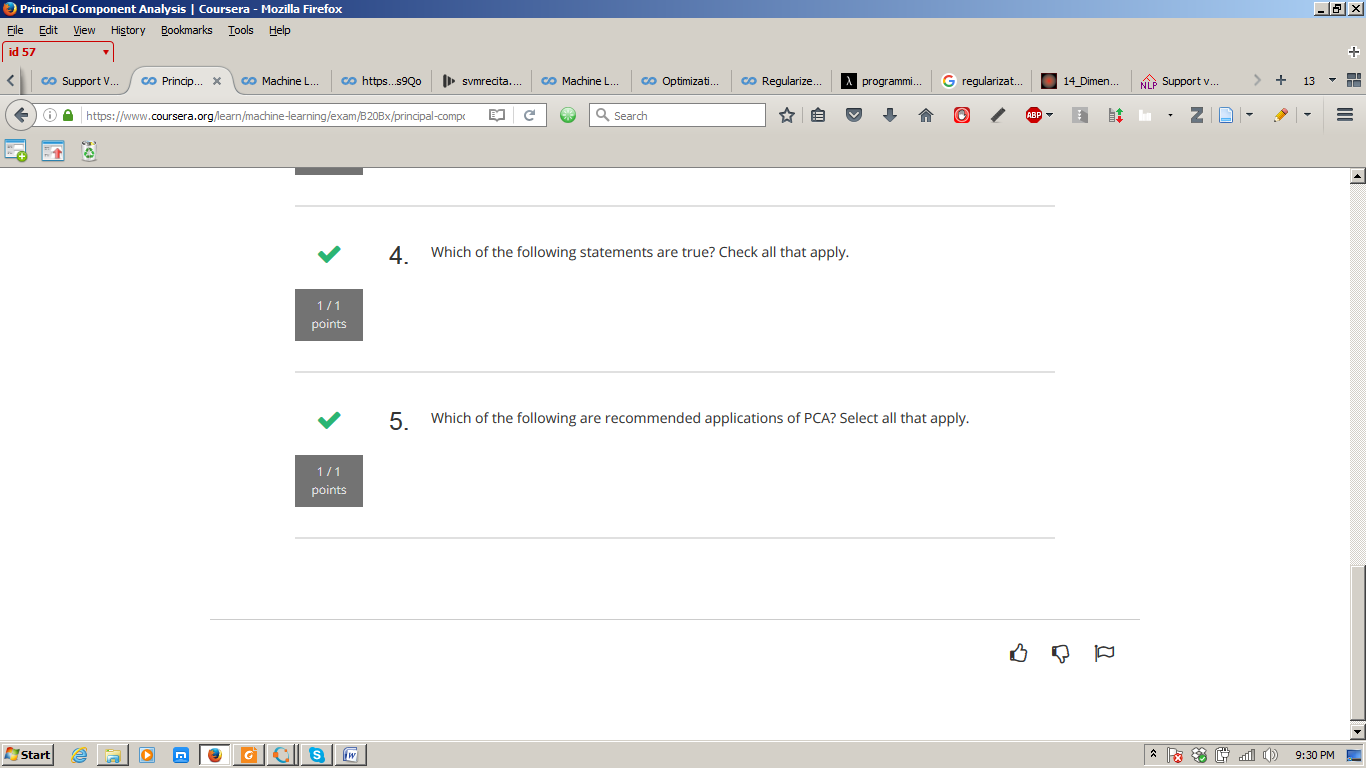 Principal Component Analysis | Coursera - Mozilla Firefox
File Edit View History Bookmarks Tools Help
id 57
Support V... Princip... Machine L... https...s9Qo svmrecita... Machine L... Optimizati... Regularize... programmi... regularizat... 14_Dimen... NLP Support v... 13
https://www.coursera.org/learn/machine-learning/exam/B20Bx/principal-compo Search ABP Z
4. Which of the following statements are true? Check all that apply.
1 / 1
points
5. Which of the following are recommended applications of PCA? Select all that apply.
1 / 1
points
Start 9:30 PM